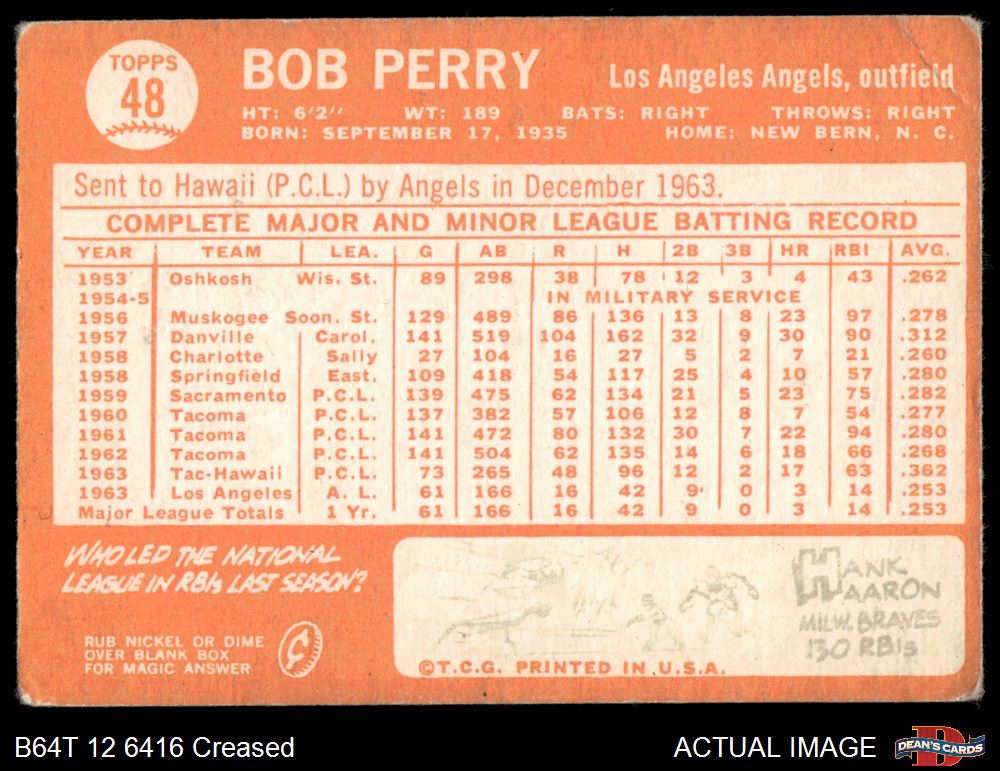 TOPPS
48
BOB PERRY
Los Angeles Angels, outfield
HT: 6'2" WT: 189 BATS: RIGHT THROWS: RIGHT
BORN: SEPTEMBER 17, 1935 HOME: NEW BERN, N. C.
Sent to Hawaii (P.C.L.) by Angels in December 1963.
COMPLETE MAJOR AND MINOR LEAGUE BATTING RECORD
YEAR TEAM LEA. G AB R H 2B 3B HR RBI AVG.
1953 Oshkosh Wis. St. 89 298 38 78 12 3 4 43 .262
1954-5 IN MILITARY SERVICE
1956 Muskogee Soon. St. 129 489 86 136 13 8 23 97 .278
1957 Danville Carol. 141 519 104 162 32 9 30 90 .312
1958 Charlotte Sally 27 104 16 27 5 2 7 21 .260
1958 Springfield East. 109 418 54 117 25 4 10 57 .280
1959 Sacramento P.C.L. 139 475 62 134 21 5 23 75 .282
1960 Tacoma P.C.L. 137 382 57 106 12 8 7 54 .277
1961 Tacoma P.C.L. 141 472 80 132 30 7 22 94 .280
1962 Tacoma P.C.L. 141 504 62 135 14 6 18 66 .268
1963 Tac-Hawaii P.C.L. 73 265 48 96 12 2 17 63 .362
1963 Los Angeles A. L. 61 166 16 42 9 0 3 14 .253
Major League Totals 1 Yr. 61 166 16 42 9 0 3 14 .253
WHO LED THE NATIONAL
LEAGUE IN RBIs LAST SEASON?
RUB NICKEL OR DIME
OVER BLANK BOX
FOR MAGIC ANSWER
HANK
AARON
MILW. BRAVES
130 RBIs
©T.C.G. PRINTED IN U.S.A.
B64T 12 6416 Creased
ACTUAL IMAGE
DEAN'S CARDS